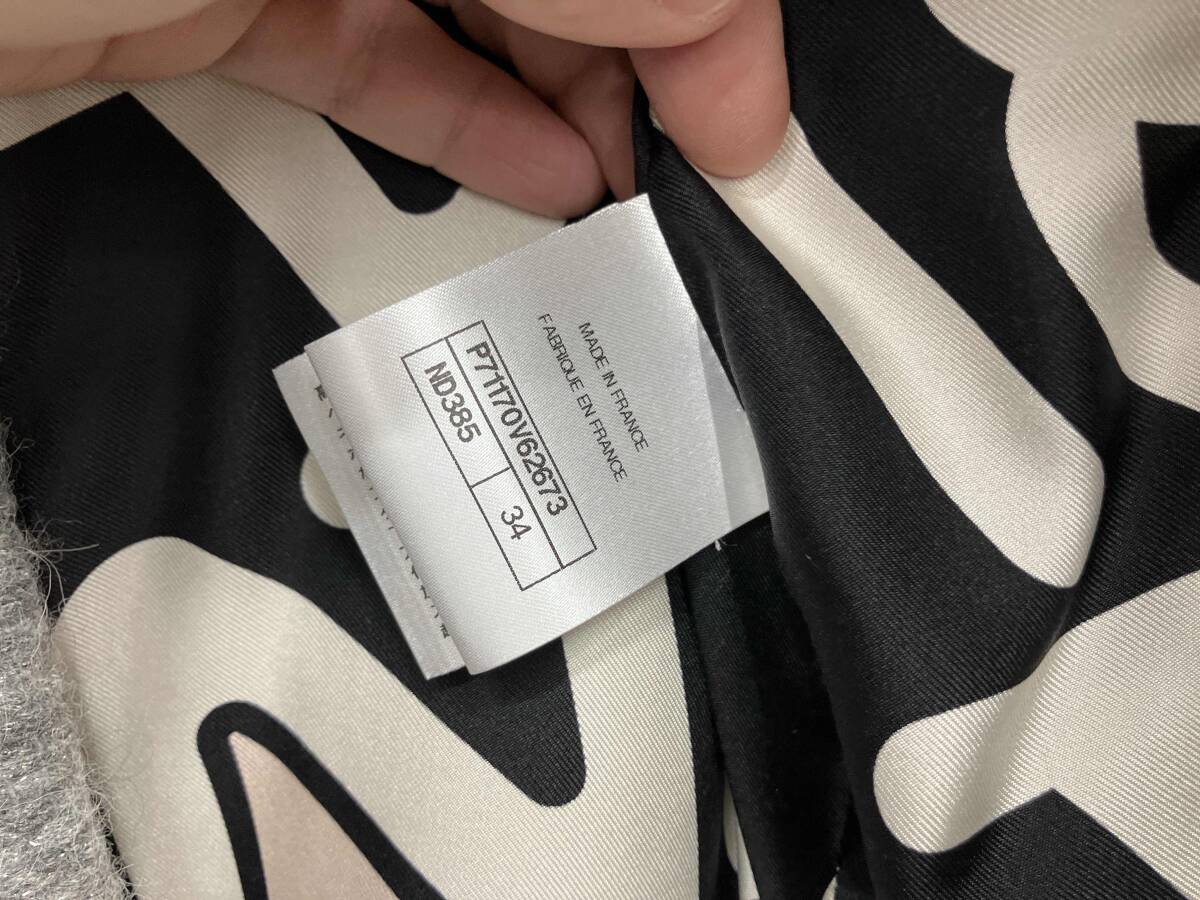 MADE IN FRANCE
FABRIQUE EN FRANCE
P71170V62673
ND385 34